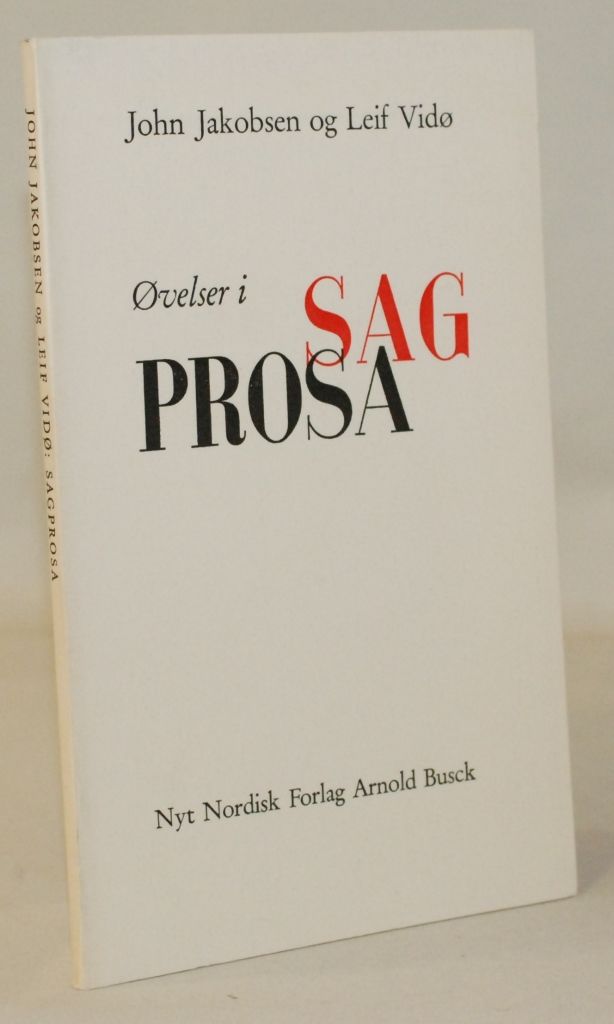 John Jakobsen og Leif Vidø
Øvelser i
SAG
PROSA
Nyt Nordisk Forlag Arnold Busck
JOHN JAKOBSEN og LEIF VIDØ: SAGPROSA